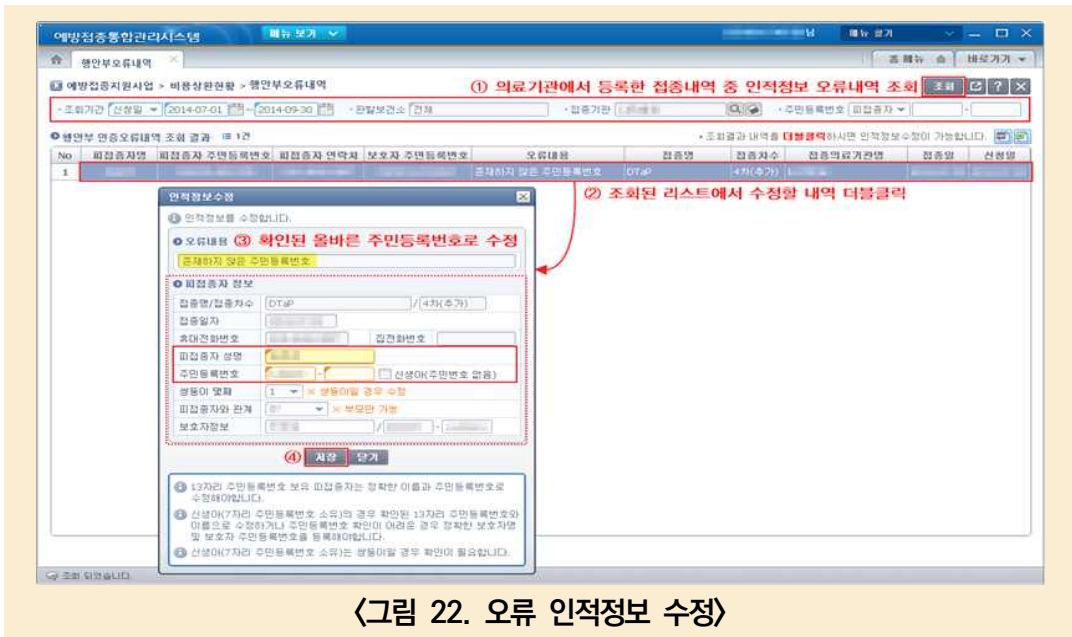 예방접종통합관리시스템 메뉴 보기 님 메뉴 열기
행안부오류내역 홈 메뉴 바로가기
예방접종지원사업 > 비용상환현황 > 행안부오류내역 ① 의료기관에서 등록한 접종내역 중 인적정보 오류내역 조회 조회
조회기간 신청일 2014-07-01 ~ 2014-09-30 관할보건소 전체 접종기관 주민등록번호 피접종자 -
행안부 인증오류내역 조회 결과 1건 조회결과 내역을 더블클릭하시면 인적정보수정이 가능합니다.
No 피접종자명 피접종자 주민등록번호 피접종자 연락처 보호자 주민등록번호 오류내용 접종명 접종차수 접종의료기관명 접종일 신청일
1 존재하지 않은 주민등록번호 DTaP 4차(추가)
② 조회된 리스트에서 수정할 내역 더블클릭
인적정보수정
인적정보를 수정합니다.
오류내용 ③ 확인된 올바른 주민등록번호로 수정
존재하지 않은 주민등록번호
피접종자 정보
접종명/접종차수 DTaP / 4차(추가)
접종일자
휴대전화번호 집전화번호
피접종자 성명
주민등록번호 - 신생아(주민번호 없음)
쌍둥이 몇째 1 × 쌍둥이일 경우 수정
피접종자와 관계 × 부모만 가능
보호자정보 / -
④ 저장 닫기
13자리 주민등록번호 보유 피접종자는 정확한 이름과 주민등록번호로
수정해야합니다.
신생아(7자리 주민등록번호 소유)의 경우 확인된 13자리 주민등록번호와
이름으로 수정하거나 주민등록번호 확인이 어려운 경우 정확한 보호자명
및 보호자 주민등록번호를 등록해야합니다.
신생아(7자리 주민등록번호 소유)는 쌍둥이일 경우 확인이 필요합니다.
조회 되었습니다.
〈그림 22. 오류 인적정보 수정〉